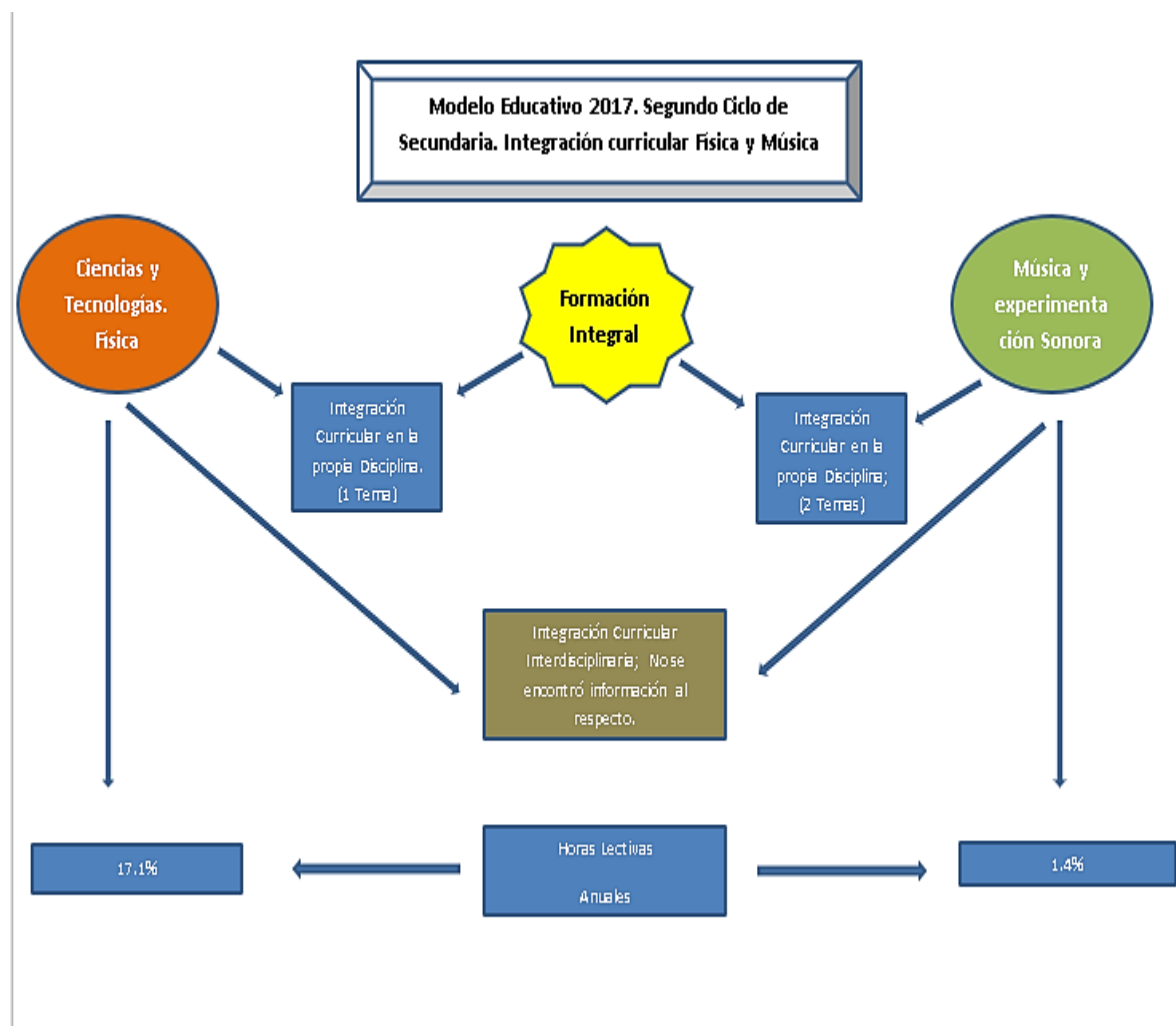 Modelo Educativo 2017. Segundo Ciclo de
Secundaria. Integración curricular Física y Música
Ciencias y
Tecnologías.
Física
Formación
Integral
Música y
experimenta
ción Sonora
Integración
Curricular en la
propia Disciplina.
(1 Tema)
Integración
Curricular en la
propia Disciplina;
(2 Temas)
Integración Curricular
Interdisciplinaria; No se
encontró información al
respecto.
17.1%
Horas Lectivas
Anuales
1.4%